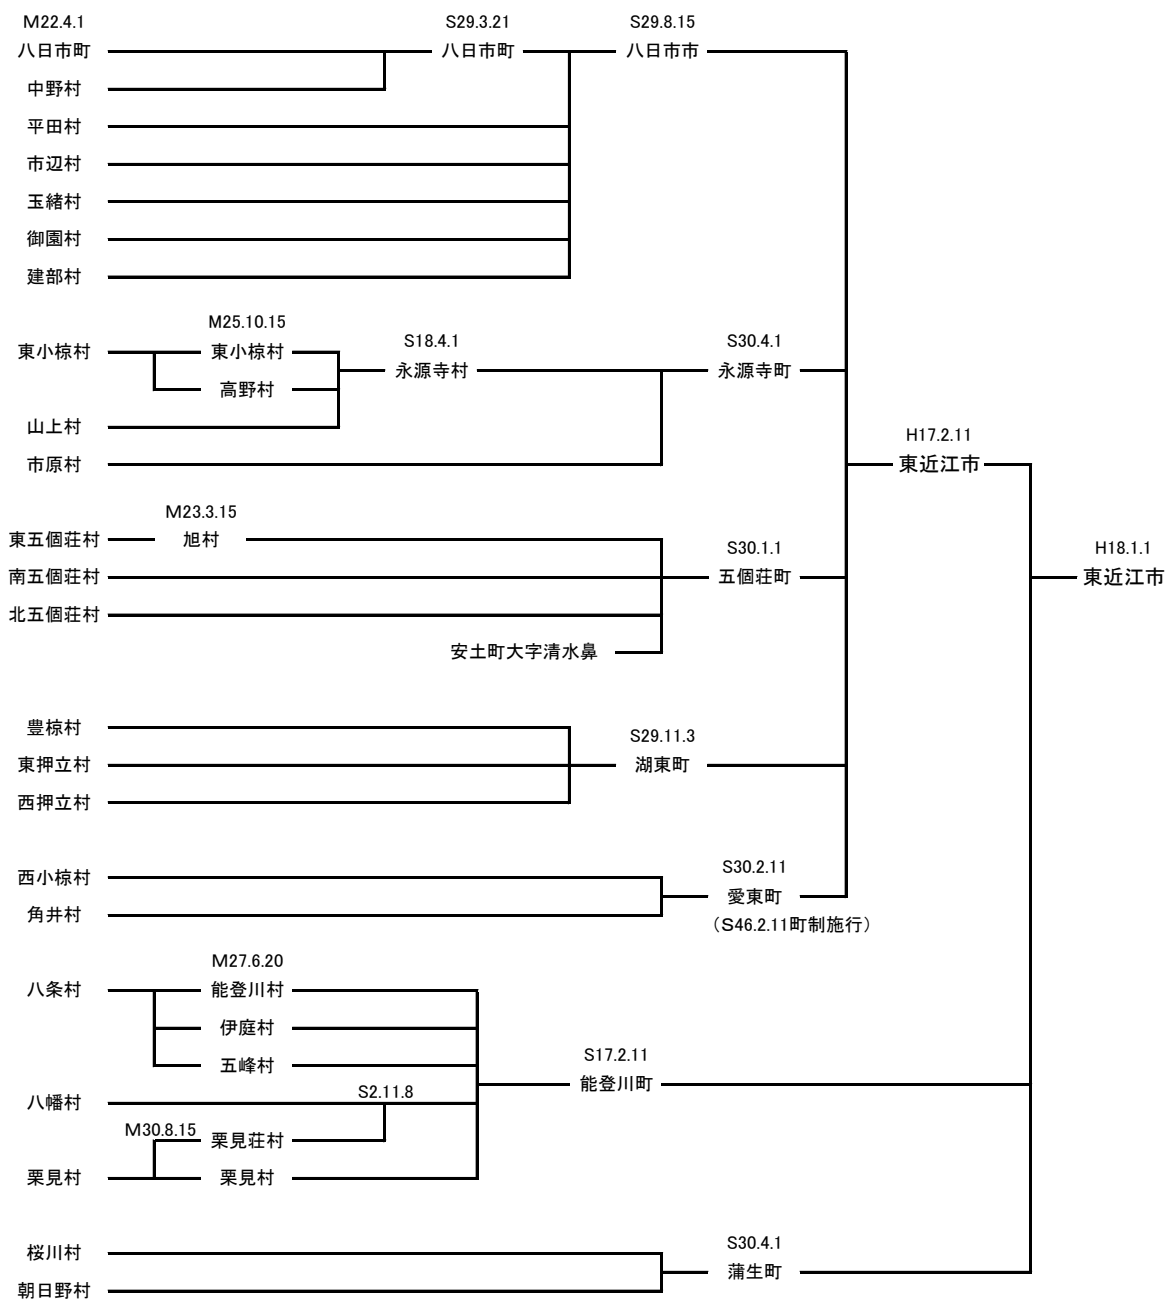 M22.4.1 S29.3.21 S29.8.15
八日市町 八日市町 八日市市
中野村
平田村
市辺村
玉緒村
御園村
建部村
M25.10.15 S18.4.1 S30.4.1
東小椋村 東小椋村
永源寺村 永源寺町
高野村
山上村
H17.2.11
市原村 東近江市
M23.3.15
東五個荘村 旭村
S30.1.1 H18.1.1
南五個荘村 五個荘町 東近江市
北五個荘村
安土町大字清水鼻
豊椋村
S29.11.3
東押立村 湖東町
西押立村
S30.2.11
西小椋村
愛東町
角井村
（S46.2.11町制施行）
M27.6.20
八条村 能登川村
伊庭村
S17.2.11
五峰村
能登川町
S2.11.8
八幡村
M30.8.15
栗見荘村
栗見村 栗見村
S30.4.1
桜川村
蒲生町
朝日野村